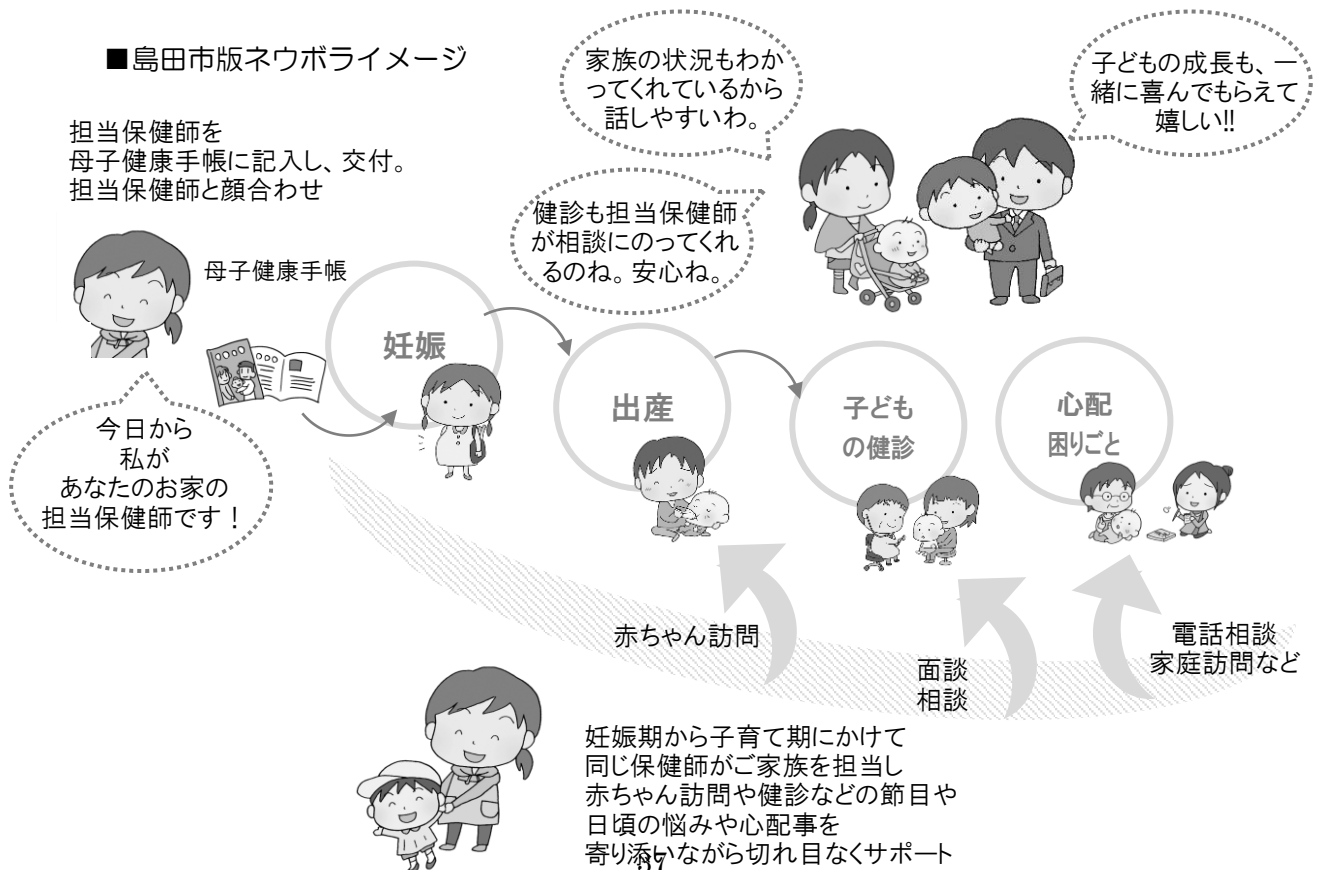 ■島田市版ネウボライメージ
担当保健師を
母子健康手帳に記入し、交付。
担当保健師と顔合わせ
家族の状況もわか
ってくれているから
話しやすいわ。
子どもの成長も、一
緒に喜んでもらえて
嬉しい!!
健診も担当保健師
が相談にのってくれ
るのね。安心ね。
母子健康手帳
今日から
私が
あなたのお家の
担当保健師です！
妊娠
出産
子ども
の健診
心配
困りごと
赤ちゃん訪問
面談
相談
電話相談
家庭訪問など
妊娠期から子育て期にかけて
同じ保健師がご家族を担当し
赤ちゃん訪問や健診などの節目や
日頃の悩みや心配事を
寄り添いながら切れ目なくサポート
37